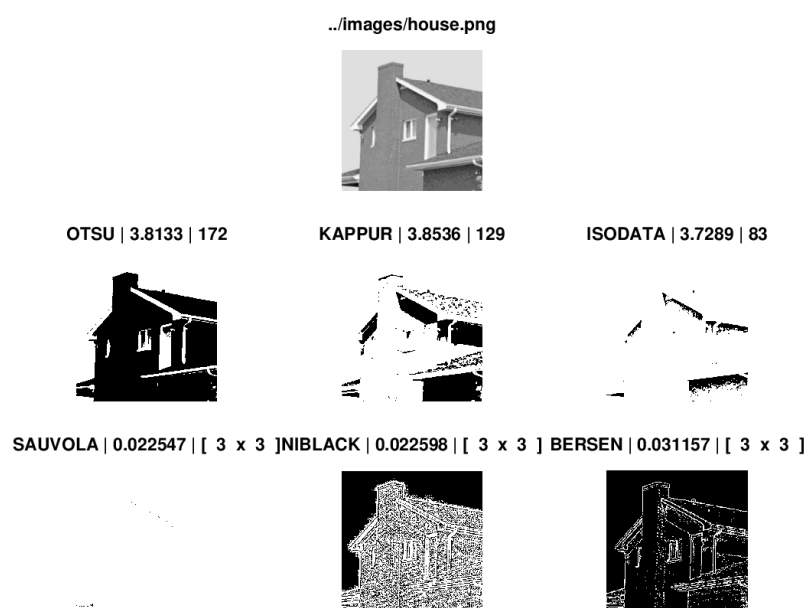 ../images/house.png
OTSU | 3.8133 | 172
KAPPUR | 3.8536 | 129
ISODATA | 3.7289 | 83
SAUVOLA | 0.022547 | [ 3 x 3 ]
NIBLACK | 0.022598 | [ 3 x 3 ]
BERSEN | 0.031157 | [ 3 x 3 ]